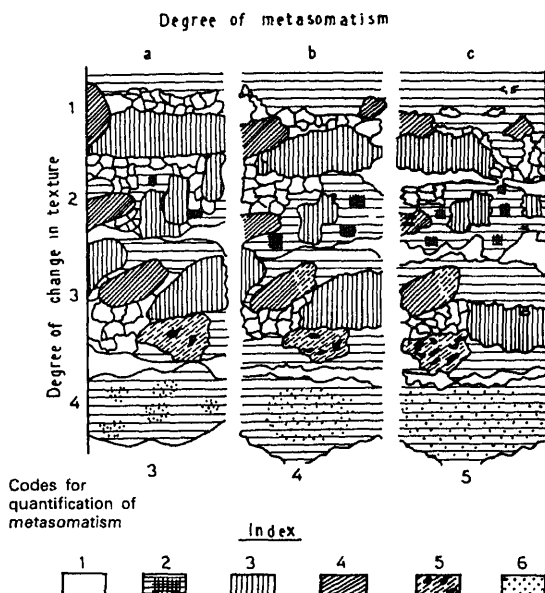 Degree of metasomatism
a b c
Degree of change in texture
1
2
3
4
3 4 5
Codes for
quantification of
metasomatism
Index
1 2 3 4 5 6